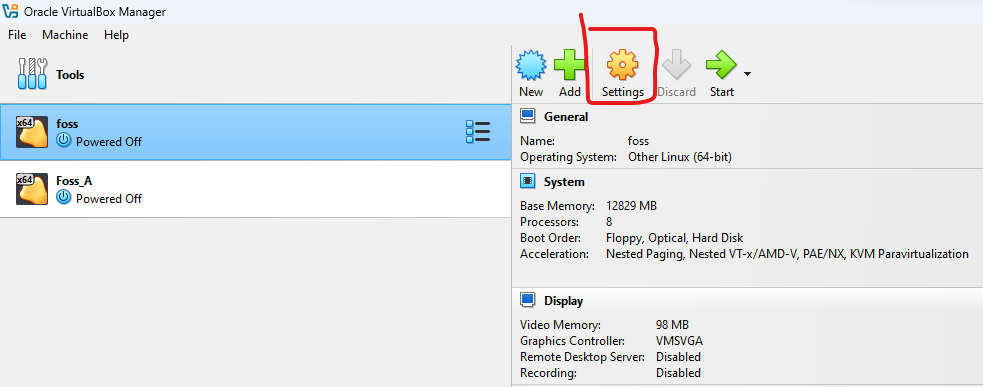 Oracle VirtualBox Manager
File Machine Help
Tools
New Add Settings Discard Start
x64 foss
Powered Off
x64 Foss_A
Powered Off
General
Name: foss
Operating System: Other Linux (64-bit)
System
Base Memory: 12829 MB
Processors: 8
Boot Order: Floppy, Optical, Hard Disk
Acceleration: Nested Paging, Nested VT-x/AMD-V, PAE/NX, KVM Paravirtualization
Display
Video Memory: 98 MB
Graphics Controller: VMSVGA
Remote Desktop Server: Disabled
Recording: Disabled